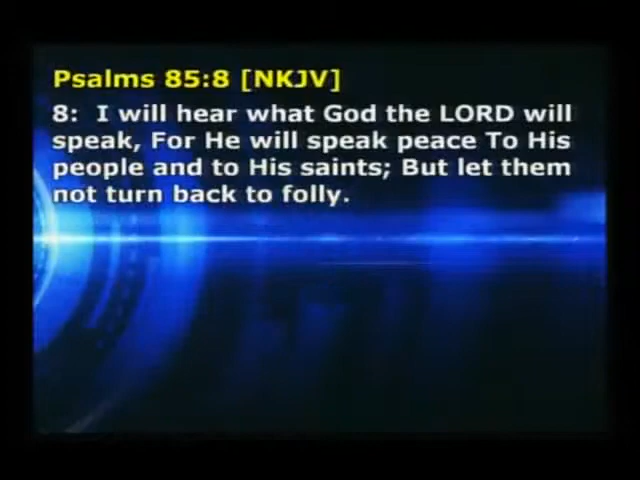 Psalms 85:8 [NKJV]
8:  I will hear what God the LORD will
speak, For He will speak peace To His
people and to His saints; But let them
not turn back to folly.